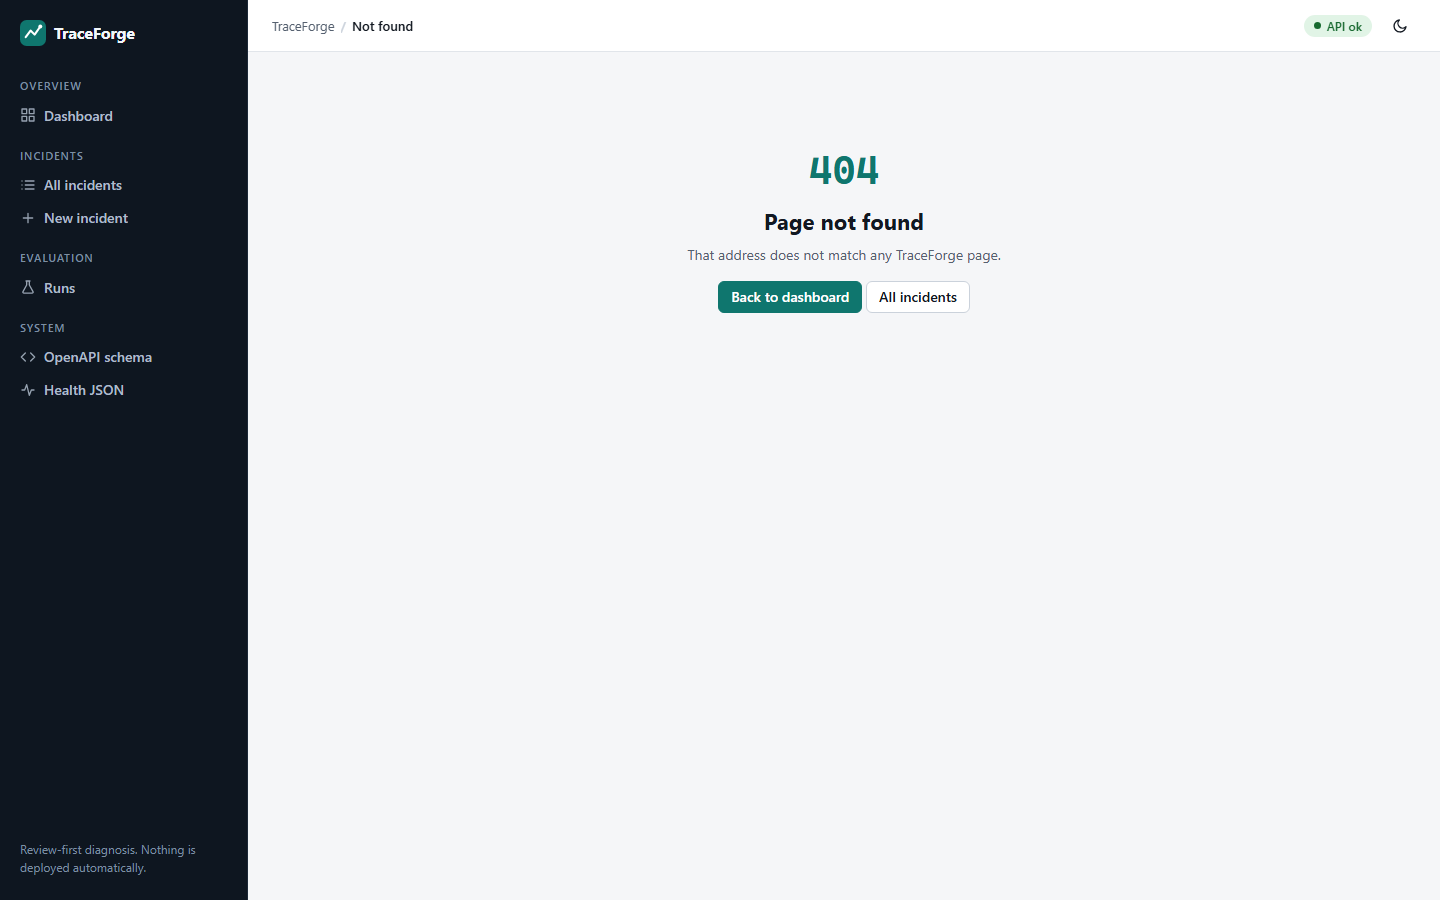 TraceForge
OVERVIEW
Dashboard
INCIDENTS
All incidents
New incident
EVALUATION
Runs
SYSTEM
OpenAPI schema
Health JSON
Review-first diagnosis. Nothing is
deployed automatically.
TraceForge / Not found
API ok
404
Page not found
That address does not match any TraceForge page.
Back to dashboard
All incidents